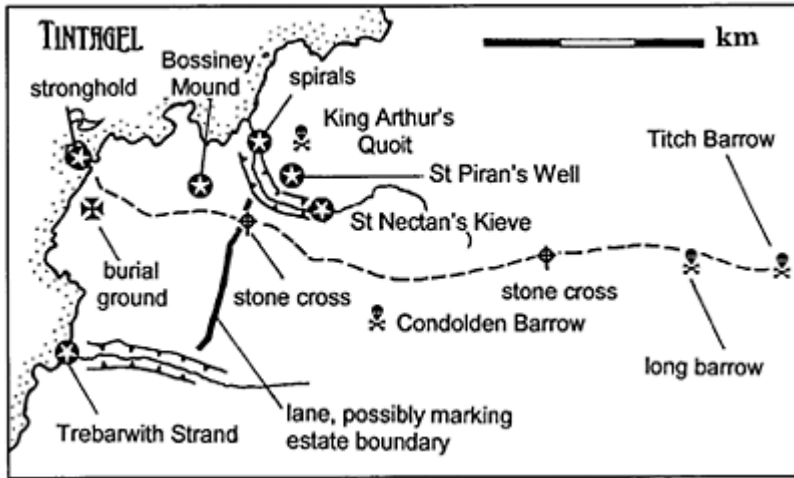 TINTAGEL
km
Bossiney
Mound
stronghold
spirals
King Arthur's
Quoit
Titch Barrow
St Piran's Well
St Nectan's Kieve
burial
ground
stone cross
stone cross
Condolden Barrow
long barrow
Trebarwith Strand
lane, possibly marking
estate boundary